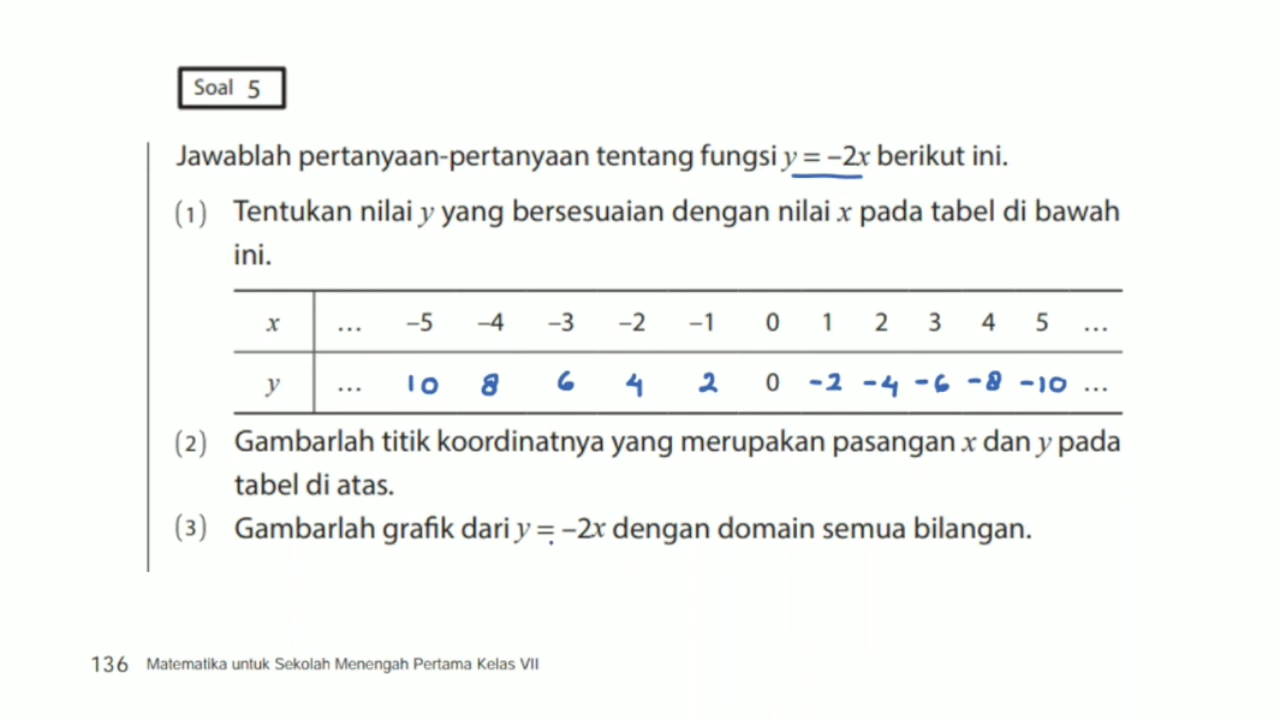 Soal 5
Jawablah pertanyaan-pertanyaan tentang fungsi y = –2x berikut ini.
(1) Tentukan nilai y yang bersesuaian dengan nilai x pada tabel di bawah
ini.
x ... –5 –4 –3 –2 –1 0 1 2 3 4 5 ...
y ... 10 8 6 4 2 0 -2 -4 -6 -8 -10 ...
(2) Gambarlah titik koordinatnya yang merupakan pasangan x dan y pada
tabel di atas.
(3) Gambarlah grafik dari y = –2x dengan domain semua bilangan.
136 Matematika untuk Sekolah Menengah Pertama Kelas VII